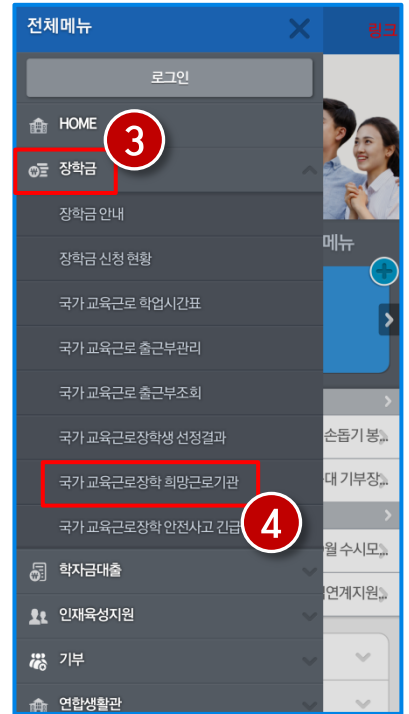 전체메뉴
링크
로그인
HOME
3
장학금
장학금 안내
메뉴
장학금 신청 현황
국가 교육근로 학업시간표
국가 교육근로 출근부관리
국가 교육근로 출근부조회
국가 교육근로장학생 선정결과
손돕기 봉
국가 교육근로장학 희망근로기관
대 기부장
4
국가 교육근로장학 안전사고 긴급
월 수시모
학자금대출
연계지원
인재육성지원
기부
연합생활관